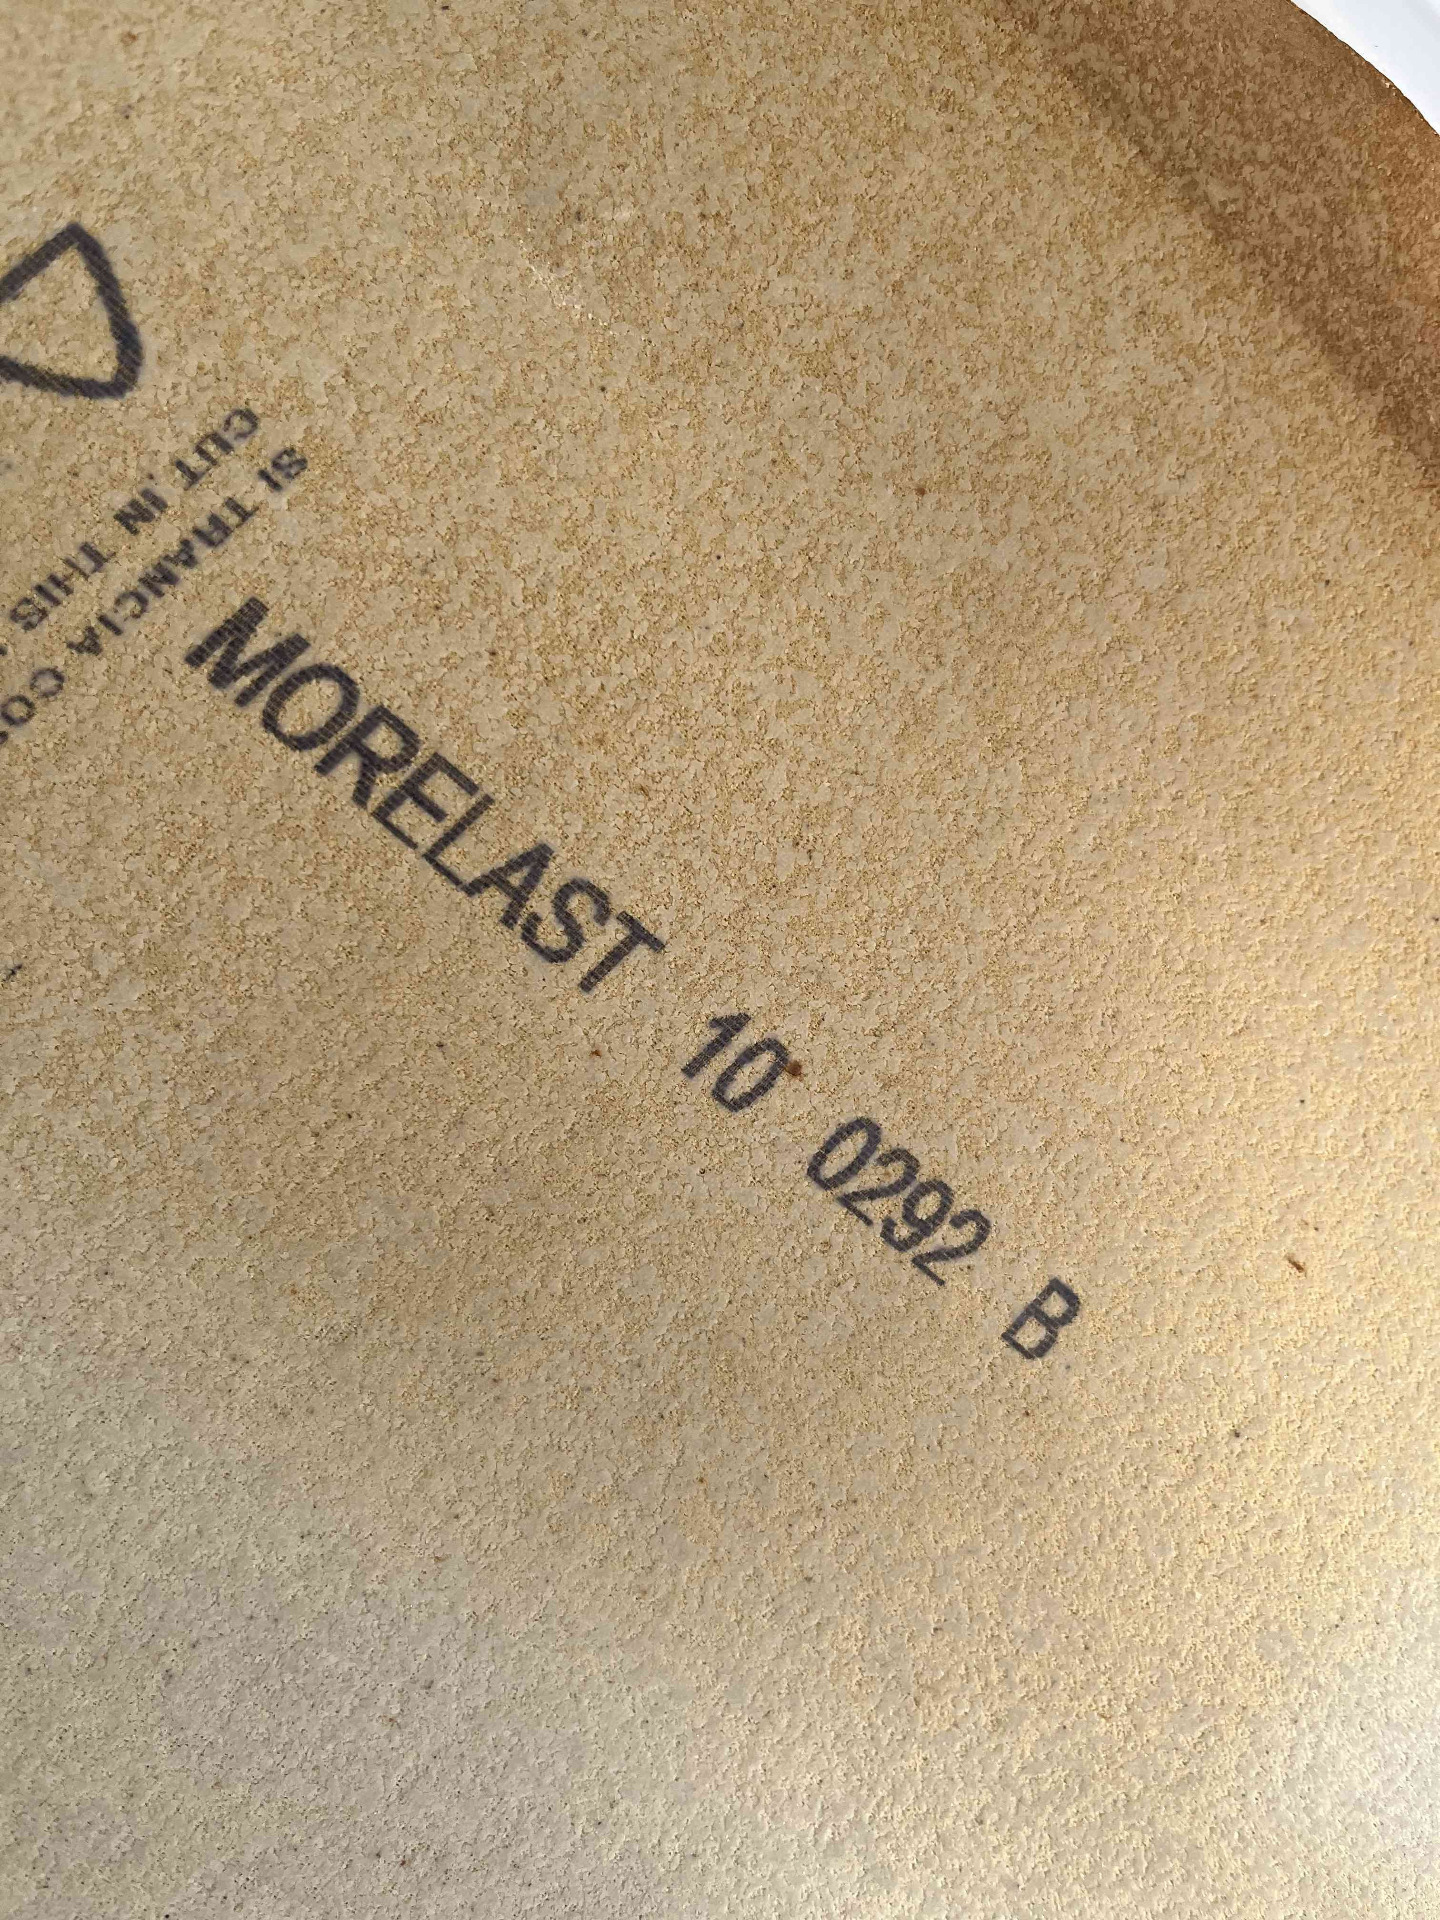 SI TRANCIA
CUT IN THIS
MORELAST 10 0292 B